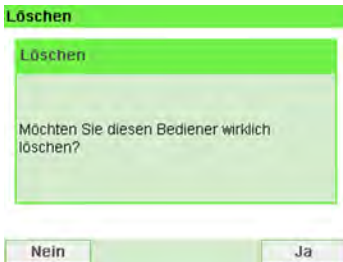 Löschen
Löschen
Möchten Sie diesen Bediener wirklich
löschen?
Nein Ja